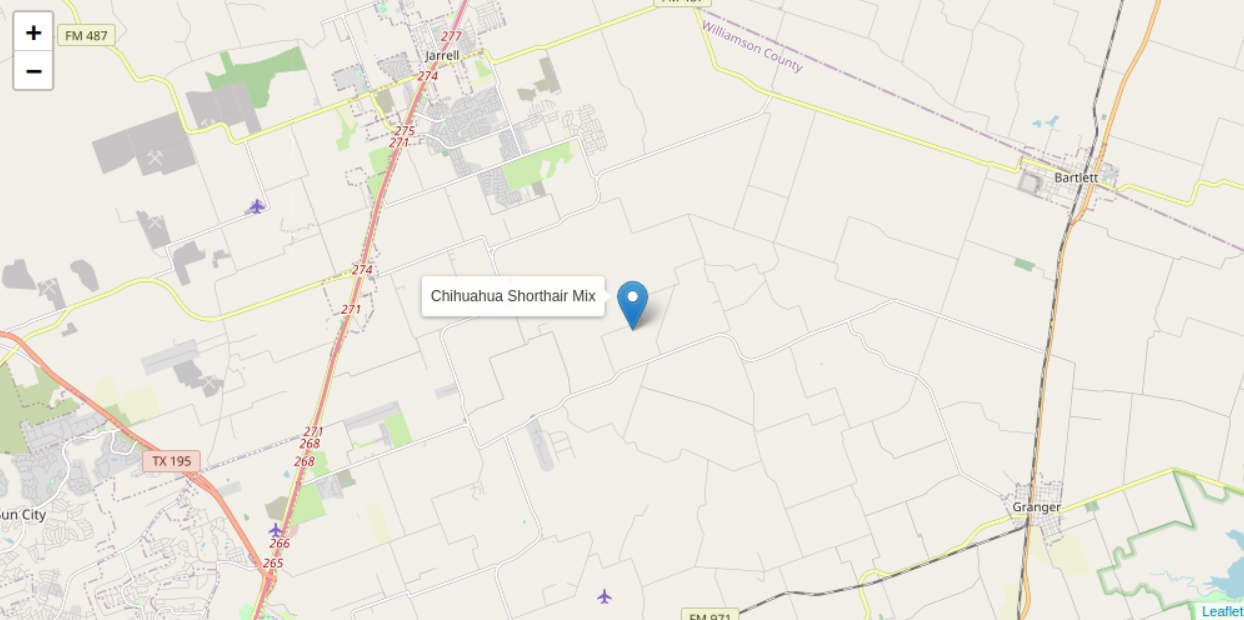 FM 487
+
−
277
Jarrell
274
Williamson County
275
271
Bartlett
274
Chihuahua Shorthair Mix
271
271
268
TX 195
268
Sun City
Granger
266
265
FM 971
Leaflet